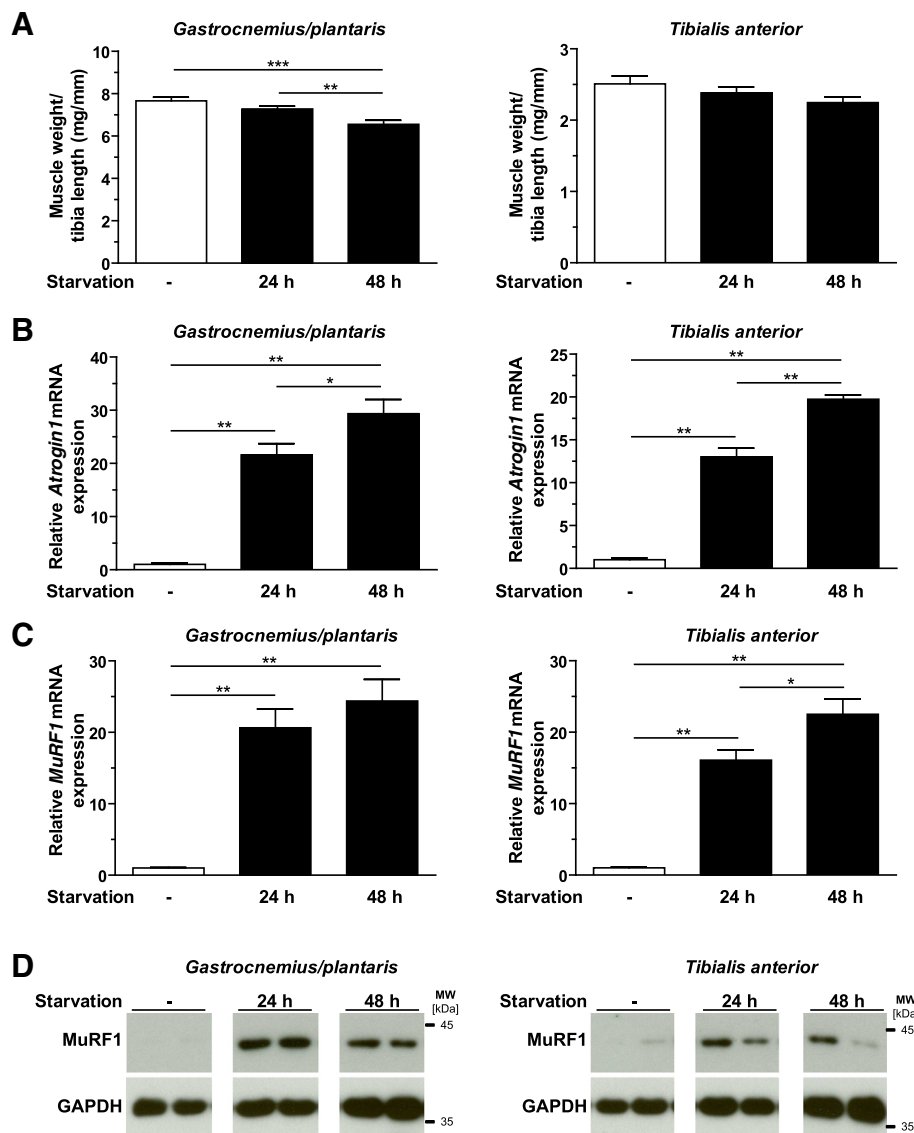 A
Gastrocnemius/plantaris
Tibialis anterior
Muscle weight/
tibia length (mg/mm)
10
8
6
4
2
0
***
**
Starvation - 24 h 48 h
Muscle weight/
tibia length (mg/mm)
3
2
1
0
- 24 h 48 h
B
Gastrocnemius/plantaris
Tibialis anterior
Relative Atrogin1 mRNA
expression
40
30
20
10
0
**
*
**
Starvation - 24 h 48 h
Relative Atrogin1 mRNA
expression
25
20
15
10
5
0
**
**
**
Starvation - 24 h 48 h
C
Gastrocnemius/plantaris
Tibialis anterior
Relative MuRF1 mRNA
expression
30
20
10
0
**
**
Starvation - 24 h 48 h
Relative MuRF1 mRNA
expression
30
20
10
0
**
*
**
Starvation - 24 h 48 h
D
Gastrocnemius/plantaris
Tibialis anterior
Starvation - 24 h 48 h MW
[kDa]
45
MuRF1
GAPDH
35
Starvation - 24 h 48 h MW
[kDa]
45
MuRF1
GAPDH
35